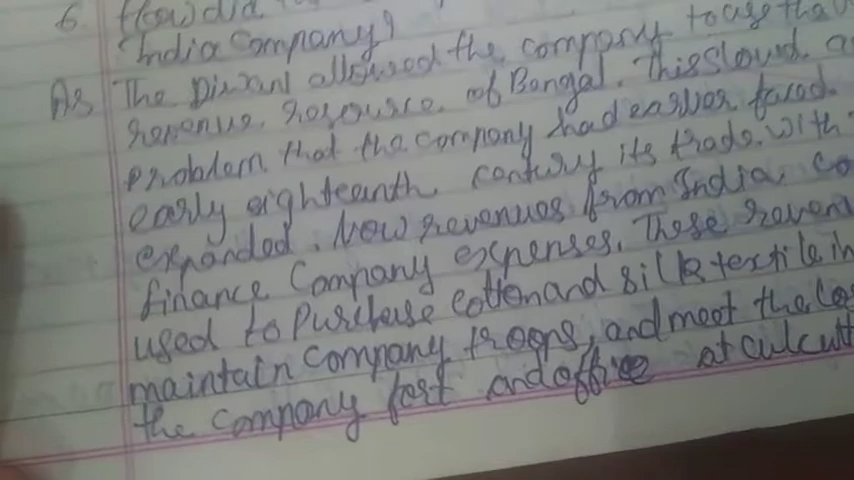 6. How did
India Company?
As The Diwani allowed the company to use the
revenue resource of Bengal. This Slovd a
problem that the company had earlier faced.
early eighteenth century its trade with
expanded. Now revenues from India co
finance Company expenses. These reven
used to Purchase cotton and silk textile in
maintain company troops, and meet the cos
the company fort and office at culcutt